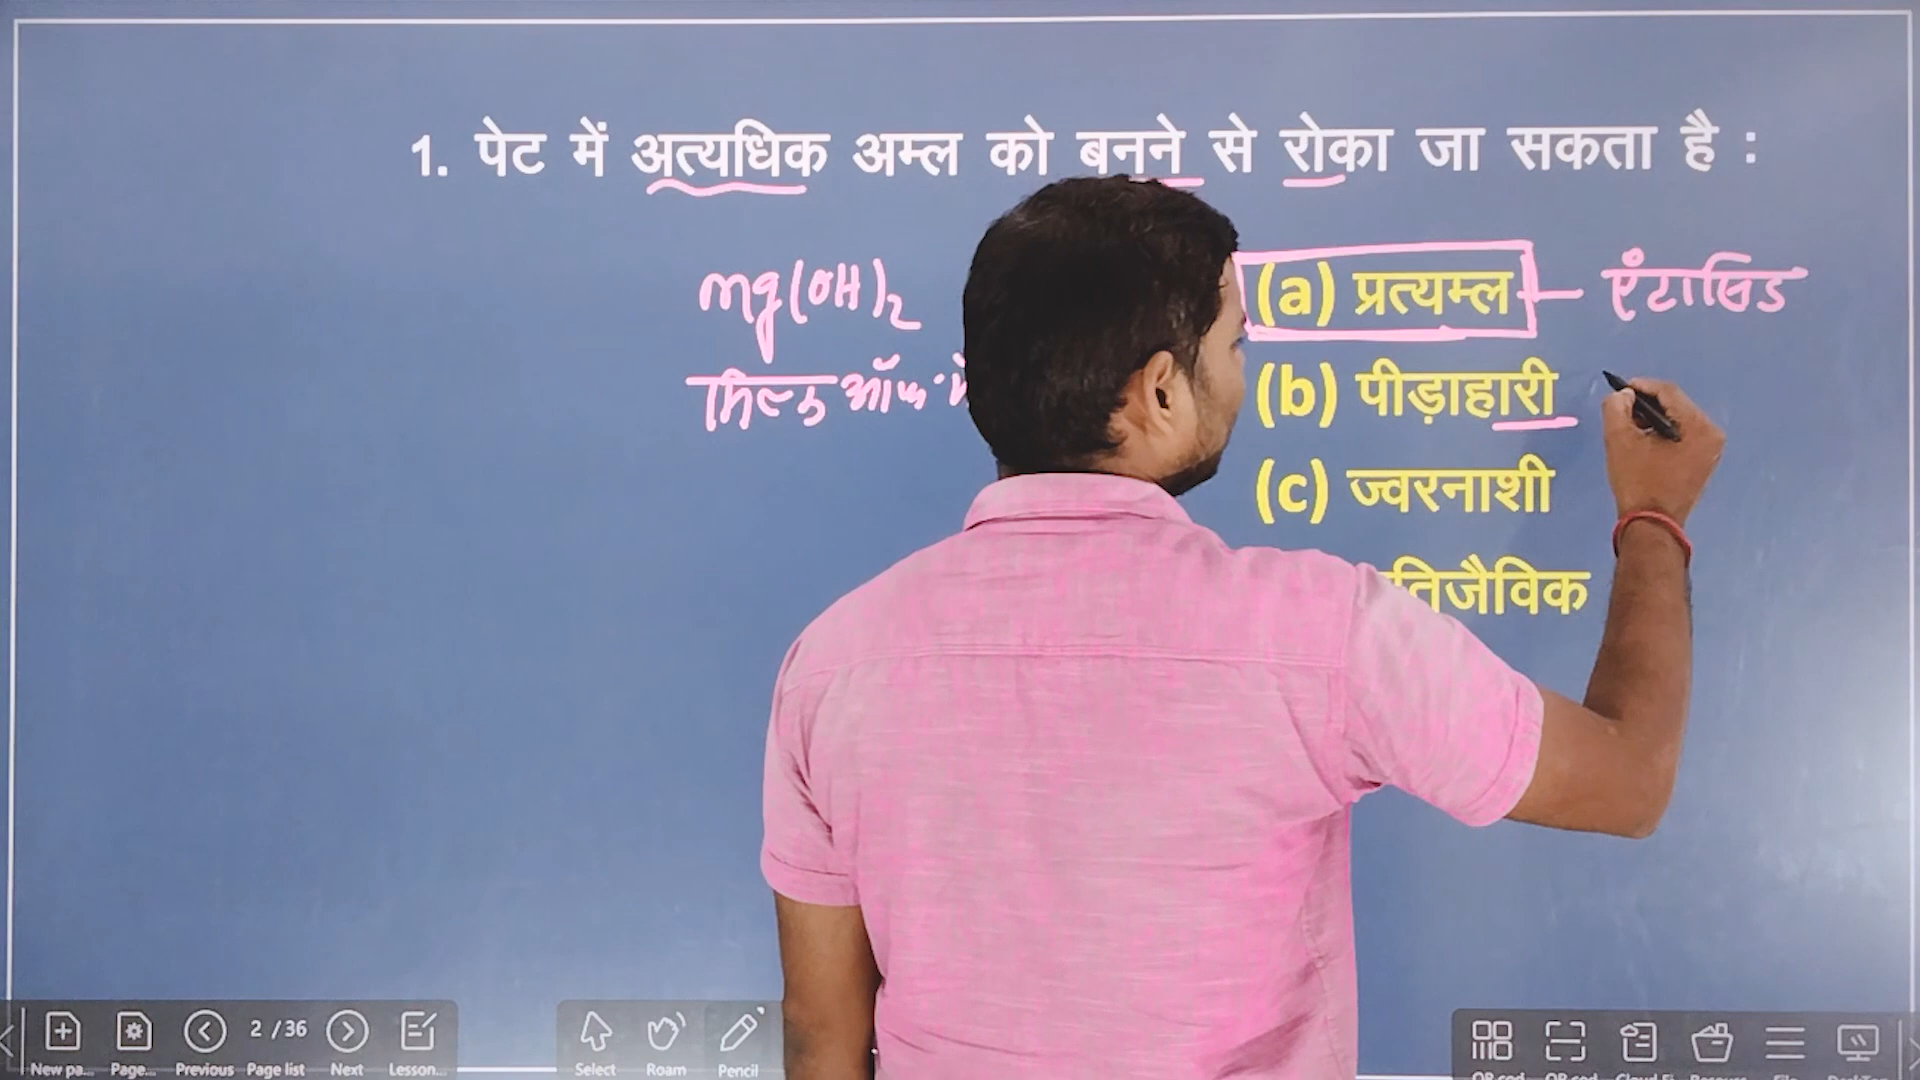 1. पेट में अत्यधिक अम्ल को बनने से रोका जा सकता है :
mg(OH)2
मिल्क ऑफ
(a) प्रत्यम्ल — एंटासिड
(b) पीड़ाहारी
(c) ज्वरनाशी
तिजैविक
New pa...
Page...
Previous
2 / 36
Page list
Next
Lesson...
Select
Roam
Pencil